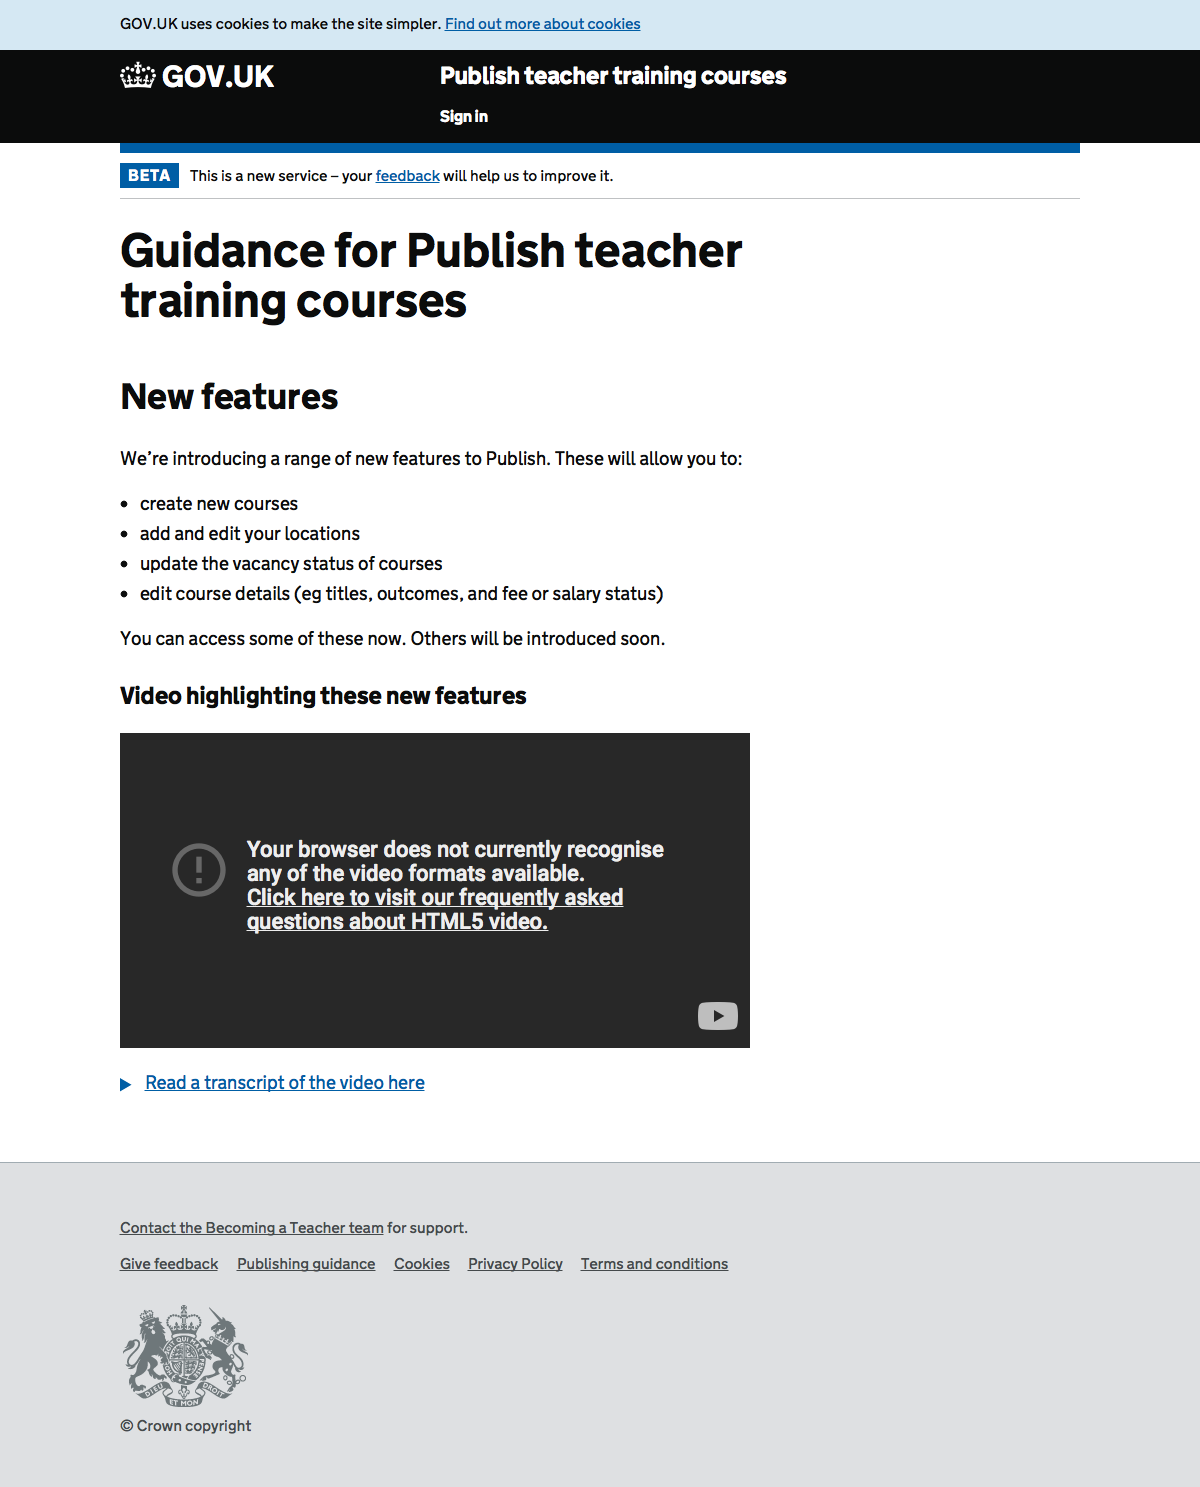 GOV.UK uses cookies to make the site simpler. Find out more about cookies
GOV.UK
Publish teacher training courses
Sign in
BETA This is a new service – your feedback will help us to improve it.
Guidance for Publish teacher
training courses
New features
We’re introducing a range of new features to Publish. These will allow you to:
• create new courses
• add and edit your locations
• update the vacancy status of courses
• edit course details (eg titles, outcomes, and fee or salary status)
You can access some of these now. Others will be introduced soon.
Video highlighting these new features
Your browser does not currently recognise
any of the video formats available.
Click here to visit our frequently asked
questions about HTML5 video.
Read a transcript of the video here
Contact the Becoming a Teacher team for support.
Give feedback Publishing guidance Cookies Privacy Policy Terms and conditions
DIEU ET MON DROIT
© Crown copyright